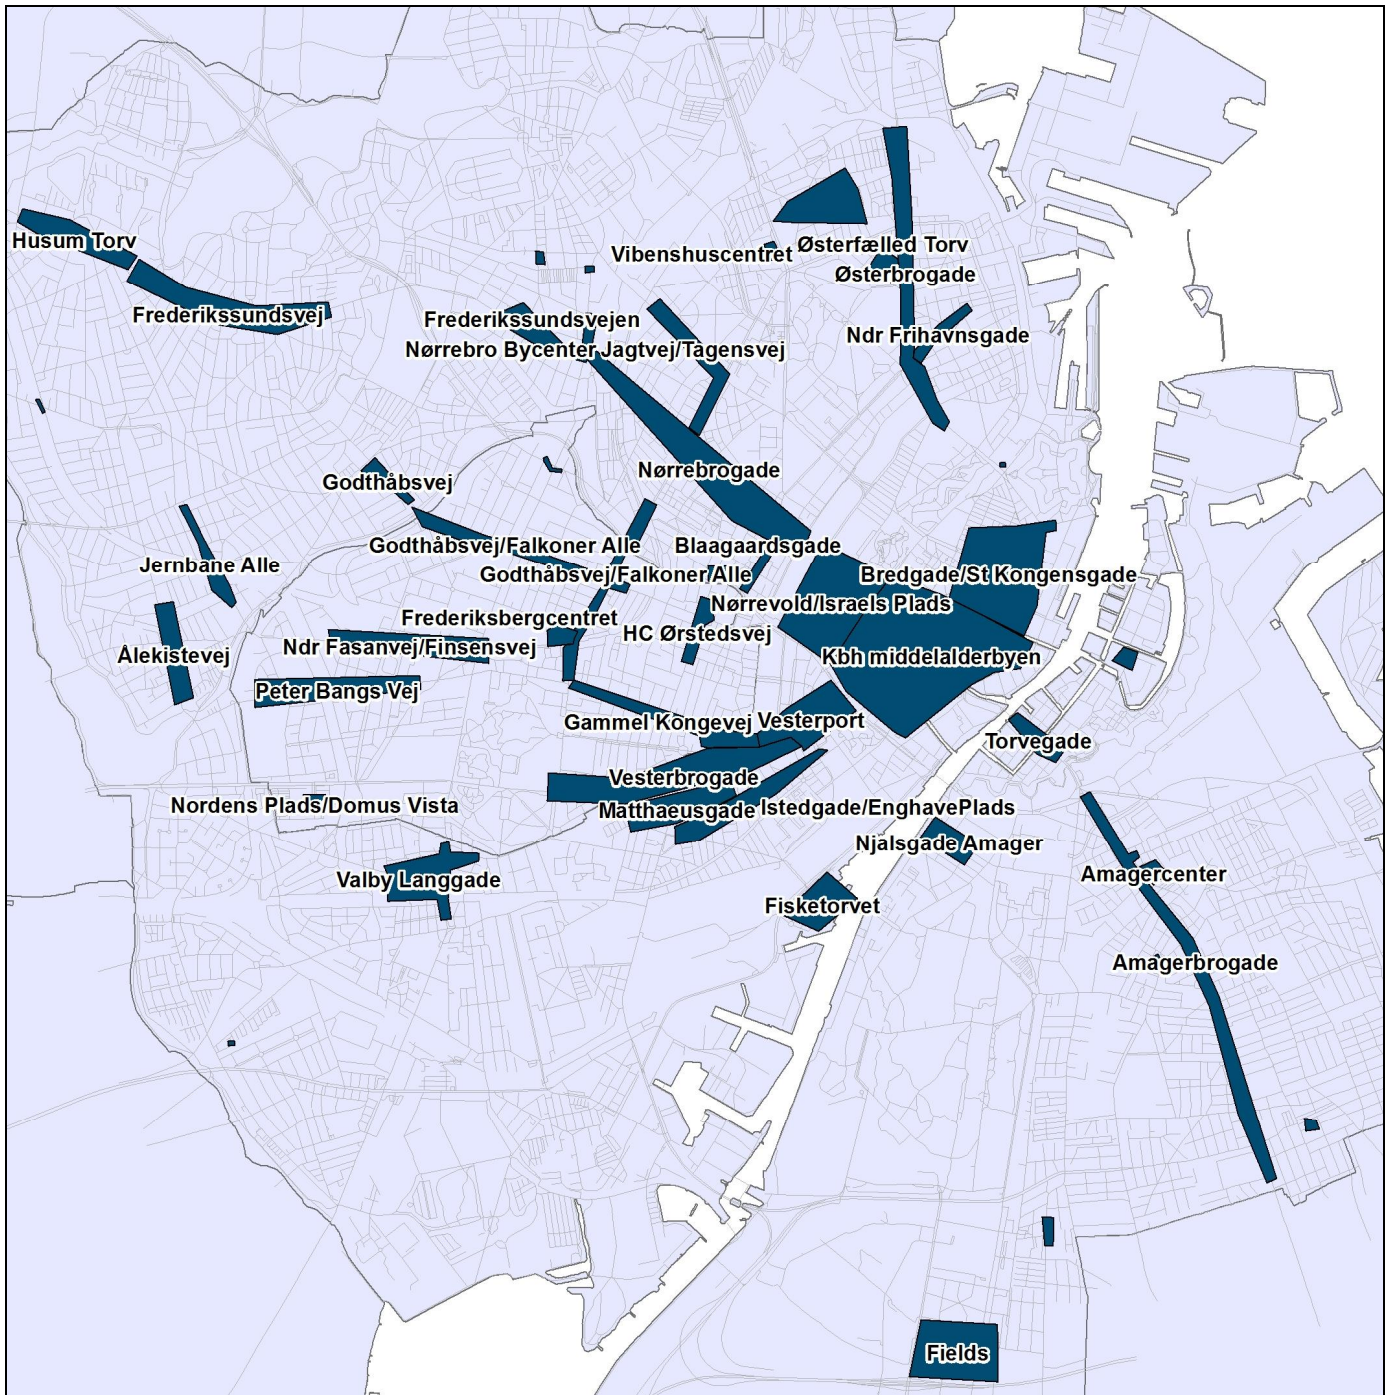 Husum Torv
Vibenshuscentret
Østerfælled Torv
Østerbrogade
Frederikssundsvej
Frederikssundsvejen
Ndr Frihavnsgade
Nørrebro Bycenter
Jagtvej/Tagensvej
Nørrebrogade
Godthåbsvej
Godthåbsvej/Falkoner Alle
Blaagaardsgade
Jernbane Alle
Godthåbsvej/Falkoner Alle
Bredgade/St Kongensgade
Nørrevold/Israels Plads
Frederiksbergcentret
HC Ørstedsvej
Ndr Fasanvej/Finsensvej
Ålekistevej
Kbh middelalderbyen
Peter Bangs Vej
Gammel Kongevej
Vesterport
Torvegade
Vesterbrogade
Nordens Plads/Domus Vista
Matthaeusgade
Istedgade/EnghavePlads
Njalsgade Amager
Valby Langgade
Amagercenter
Fisketorvet
Amagerbrogade
Fields